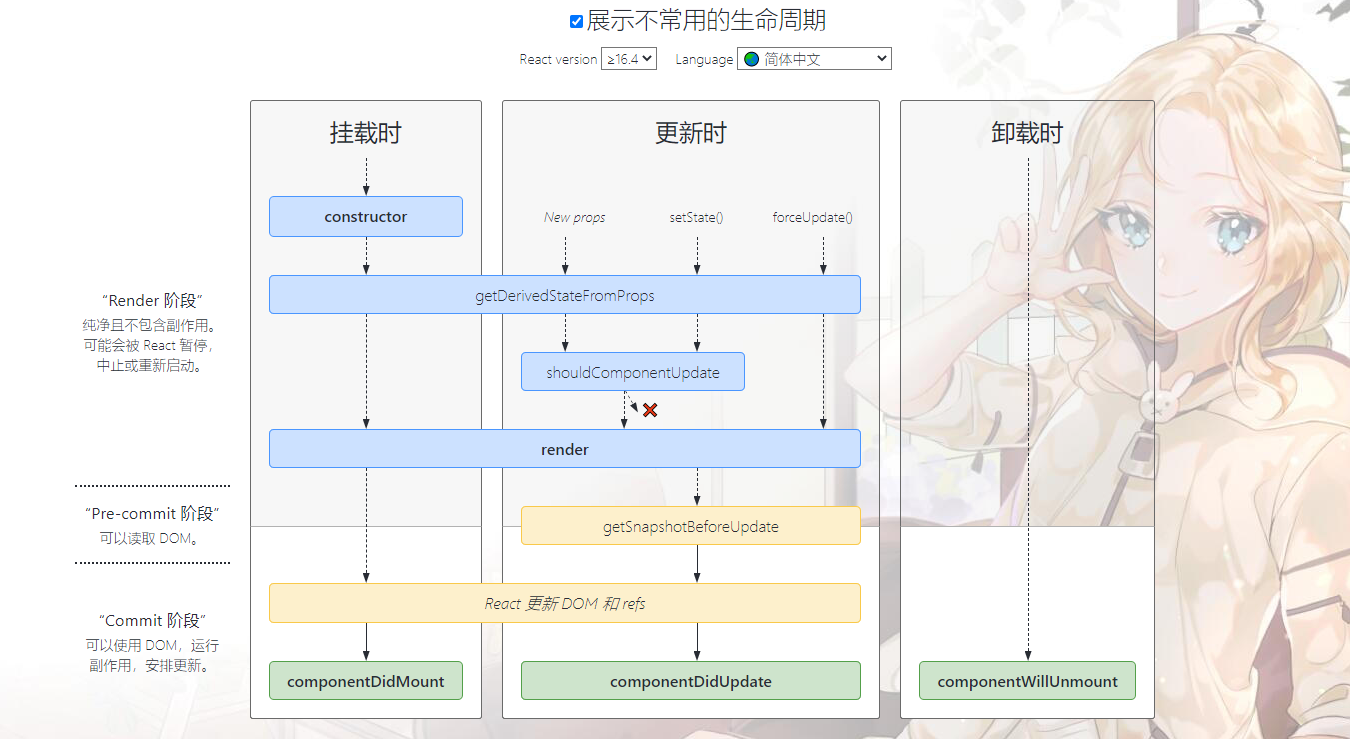 展示不常用的生命周期
React version ≥16.4 Language 简体中文
挂载时 更新时 卸载时
constructor
New props setState() forceUpdate()
getDerivedStateFromProps
“Render 阶段”
纯净且不包含副作用。
可能会被 React 暂停，
中止或重新启动。
shouldComponentUpdate
render
“Pre-commit 阶段”
可以读取 DOM。
getSnapshotBeforeUpdate
React 更新 DOM 和 refs
“Commit 阶段”
可以使用 DOM，运行
副作用，安排更新。
componentDidMount componentDidUpdate componentWillUnmount